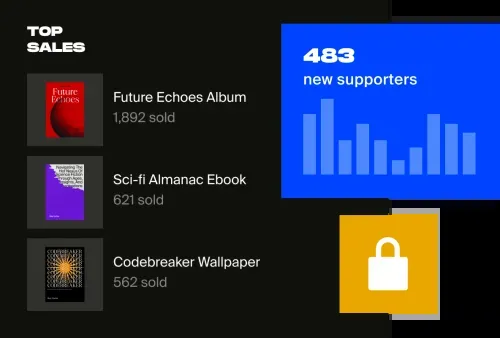 TOP
SALES
Future Echoes Album
1,892 sold
Sci-fi Almanac Ebook
621 sold
Codebreaker Wallpaper
562 sold
483
new supporters
Future
Echoes
CODEBREAKER